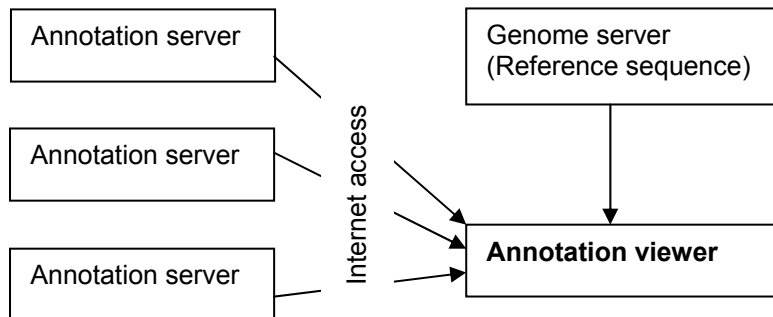 Annotation server
Genome server
(Reference sequence)
Annotation server
Internet access
Annotation viewer
Annotation server